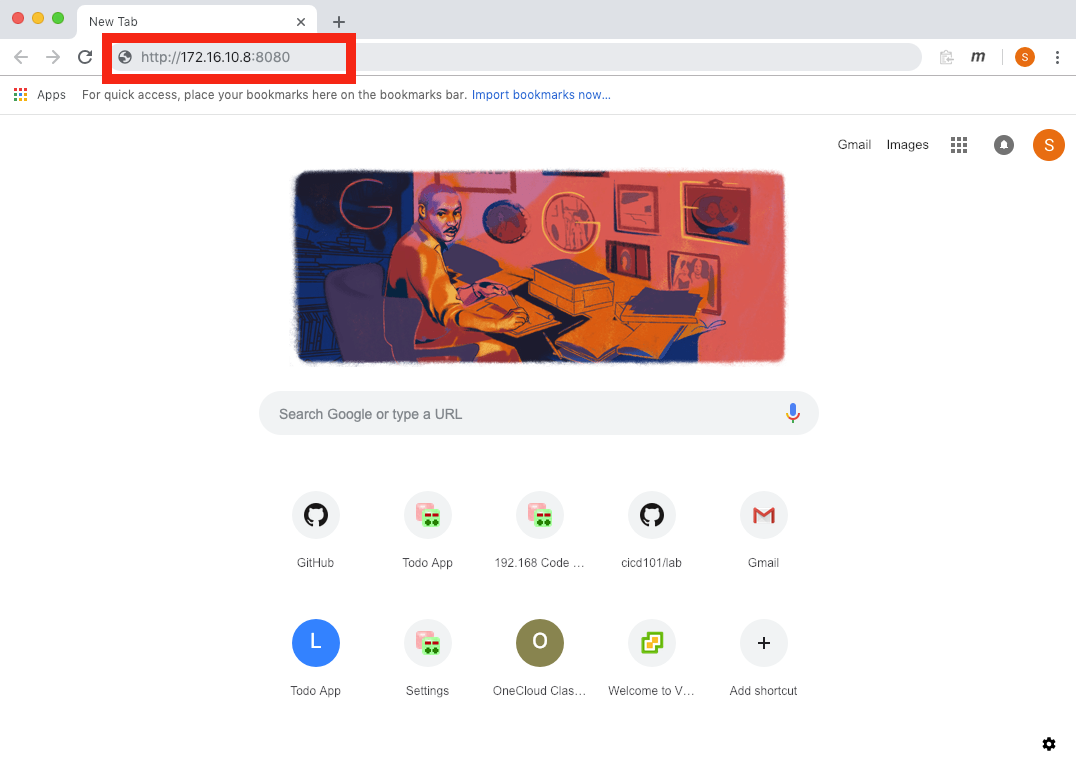 New Tab
http://172.16.10.8:8080
m
S
Apps
For quick access, place your bookmarks here on the bookmarks bar. Import bookmarks now...
Gmail
Images
S
Search Google or type a URL
GitHub
Todo App
192.168 Code ...
cicd101/lab
Gmail
L
O
Todo App
Settings
OneCloud Clas...
Welcome to V...
Add shortcut